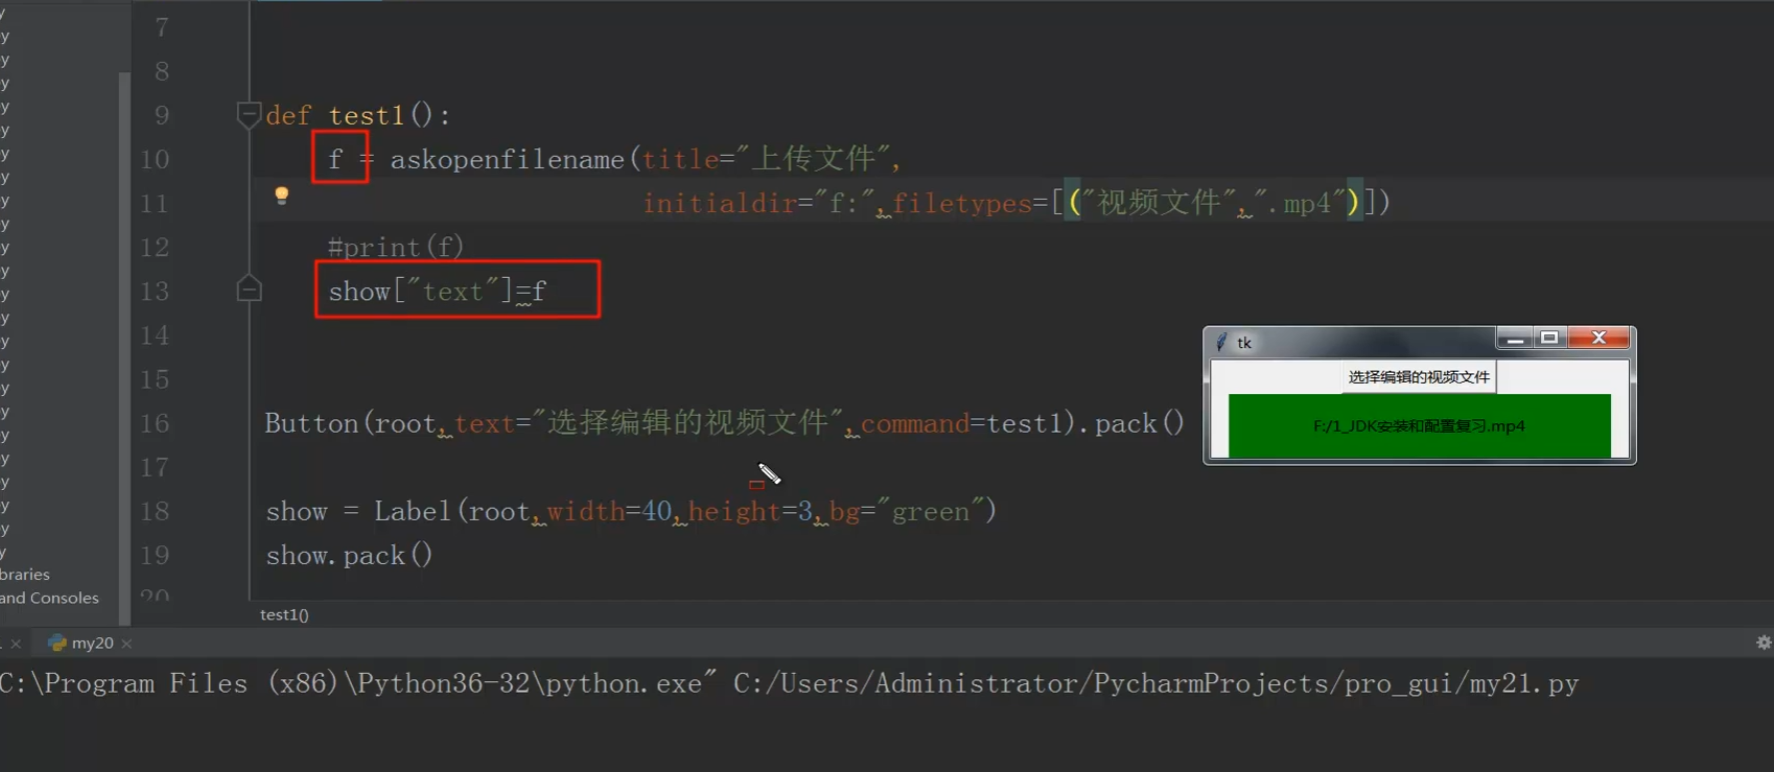 7
8
9 def test1():
10 f = askopenfilename(title="上传文件",
11 initialdir="f:",filetypes=[("视频文件",".mp4")])
12 #print(f)
13 show["text"]=f
14
15
16 Button(root,text="选择编辑的视频文件",command=test1).pack()
17
18 show = Label(root,width=40,height=3,bg="green")
19 show.pack()
20
tk
选择编辑的视频文件
F:/1_JDK安装和配置复习.mp4
braries
and Consoles
test1()
my20
C:\Program Files (x86)\Python36-32\python.exe" C:/Users/Administrator/PycharmProjects/pro_gui/my21.py